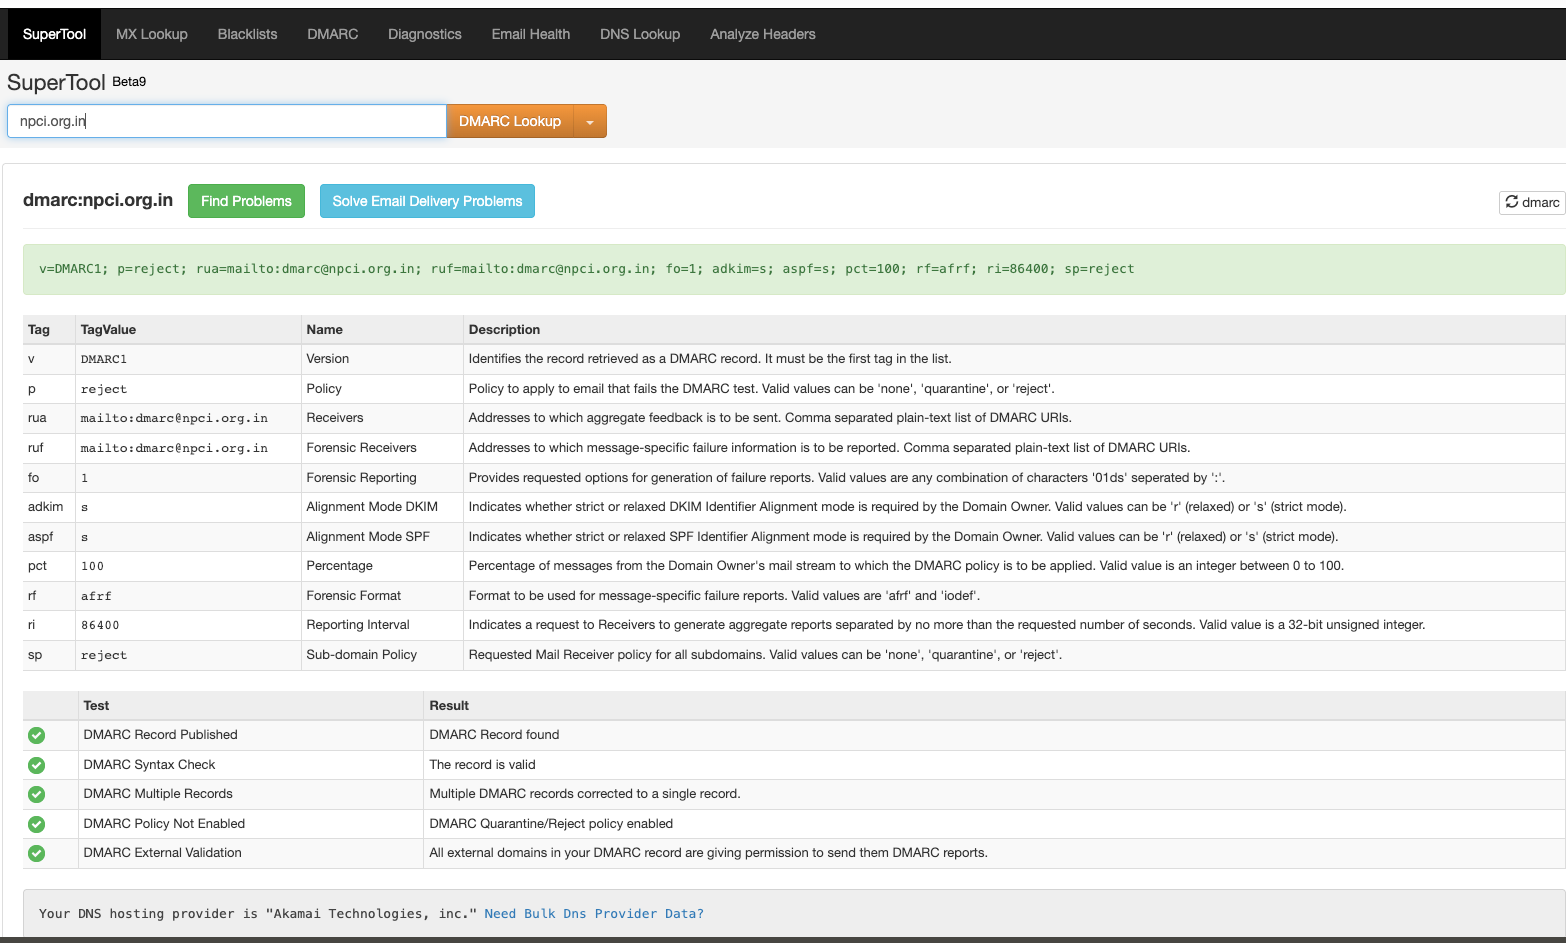 SuperTool MX Lookup Blacklists DMARC Diagnostics Email Health DNS Lookup Analyze Headers
SuperTool Beta9
npci.org.in DMARC Lookup
dmarc:npci.org.in Find Problems Solve Email Delivery Problems dmarc
v=DMARC1; p=reject; rua=mailto:dmarc@npci.org.in; ruf=mailto:dmarc@npci.org.in; fo=1; adkim=s; aspf=s; pct=100; rf=afrf; ri=86400; sp=reject
Tag TagValue Name Description
v DMARC1 Version Identifies the record retrieved as a DMARC record. It must be the first tag in the list.
p reject Policy Policy to apply to email that fails the DMARC test. Valid values can be 'none', 'quarantine', or 'reject'.
rua mailto:dmarc@npci.org.in Receivers Addresses to which aggregate feedback is to be sent. Comma separated plain-text list of DMARC URIs.
ruf mailto:dmarc@npci.org.in Forensic Receivers Addresses to which message-specific failure information is to be reported. Comma separated plain-text list of DMARC URIs.
fo 1 Forensic Reporting Provides requested options for generation of failure reports. Valid values are any combination of characters '01ds' seperated by ':'.
adkim s Alignment Mode DKIM Indicates whether strict or relaxed DKIM Identifier Alignment mode is required by the Domain Owner. Valid values can be 'r' (relaxed) or 's' (strict mode).
aspf s Alignment Mode SPF Indicates whether strict or relaxed SPF Identifier Alignment mode is required by the Domain Owner. Valid values can be 'r' (relaxed) or 's' (strict mode).
pct 100 Percentage Percentage of messages from the Domain Owner's mail stream to which the DMARC policy is to be applied. Valid value is an integer between 0 to 100.
rf afrf Forensic Format Format to be used for message-specific failure reports. Valid values are 'afrf' and 'iodef'.
ri 86400 Reporting Interval Indicates a request to Receivers to generate aggregate reports separated by no more than the requested number of seconds. Valid value is a 32-bit unsigned integer.
sp reject Sub-domain Policy Requested Mail Receiver policy for all subdomains. Valid values can be 'none', 'quarantine', or 'reject'.
Test Result
DMARC Record Published DMARC Record found
DMARC Syntax Check The record is valid
DMARC Multiple Records Multiple DMARC records corrected to a single record.
DMARC Policy Not Enabled DMARC Quarantine/Reject policy enabled
DMARC External Validation All external domains in your DMARC record are giving permission to send them DMARC reports.
Your DNS hosting provider is "Akamai Technologies, inc." Need Bulk Dns Provider Data?